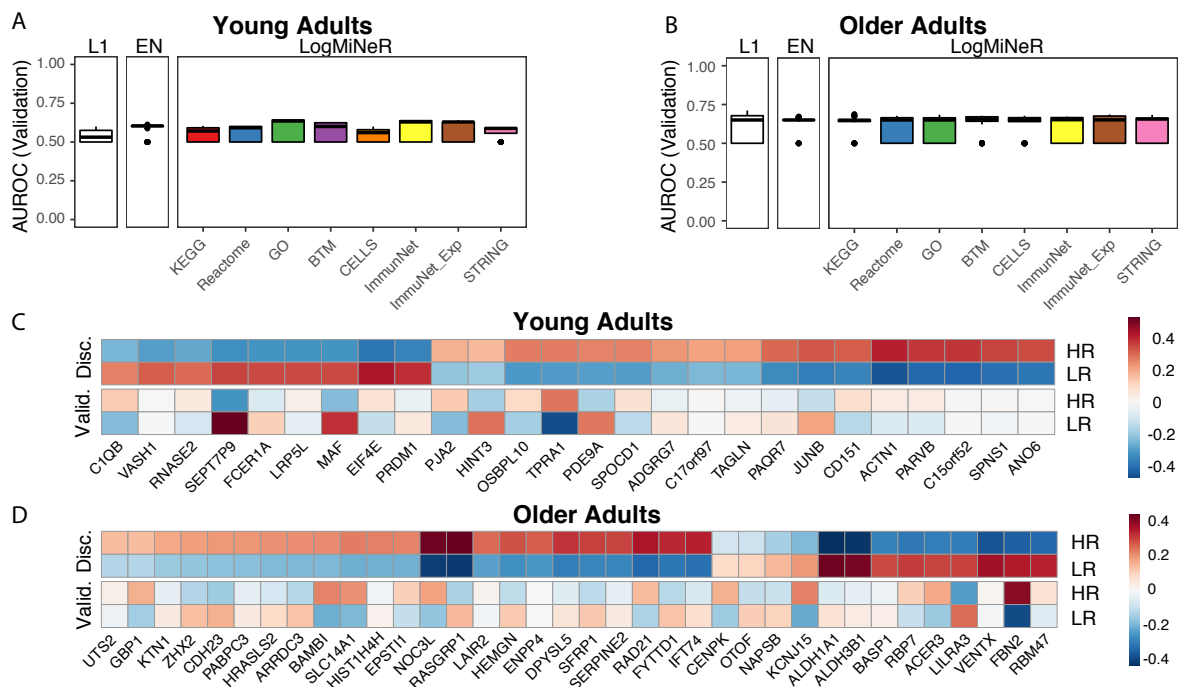 A
Young Adults
L1
EN
LogMiNeR
AUROC (Validation)
1.00
0.75
0.50
0.25
0.00
KEGG
Reactome
GO
BTM
CELLS
ImmunNet
ImmuNet_Exp
STRING
B
Older Adults
L1
EN
LogMiNeR
AUROC (Validation)
1.00
0.75
0.50
0.25
0.00
KEGG
Reactome
GO
BTM
CELLS
ImmunNet
ImmuNet_Exp
STRING
C
Young Adults
Disc.
HR
LR
Valid.
HR
LR
C1QB
VASH1
RNASE2
SEPT7P9
FCER1A
LRP5L
MAF
EIF4E
PRDM1
PJA2
HINT3
OSBPL10
TPRA1
PDE9A
SPOCD1
ADGRG7
C17orf97
TAGLN
PAQR7
JUNB
CD151
ACTN1
PARVB
C15orf52
SPNS1
ANO6
0.4
0.2
0
-0.2
-0.4
D
Older Adults
Disc.
HR
LR
Valid.
HR
LR
UTS2
GBP1
KTN1
ZHX2
CDH23
PABPC3
HRASLS2
ARRDC3
BAMBI
SLC14A1
HIST1H4H
EPSTI1
NOC3L
RASGRP1
LAIR2
HEMGN
ENPP4
DPYSL5
SFRP1
SERPINE2
RAD21
FYTTD1
IFT74
CENPK
OTOF
NAPSB
KCNJ15
ALDH1A1
ALDH3B1
BASP1
RBP7
ACER3
LILRA3
VENTX
FBN2
RBM47
0.4
0.2
0
-0.2
-0.4